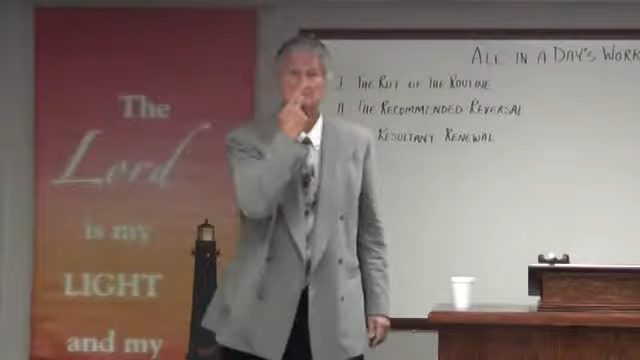 The
Lord
is my
LIGHT
and my
ALL IN A DAY'S WORK
I THE RUT OF THE ROUTINE
II THE RECOMMENDED REVERSAL
RESULTANT RENEWAL